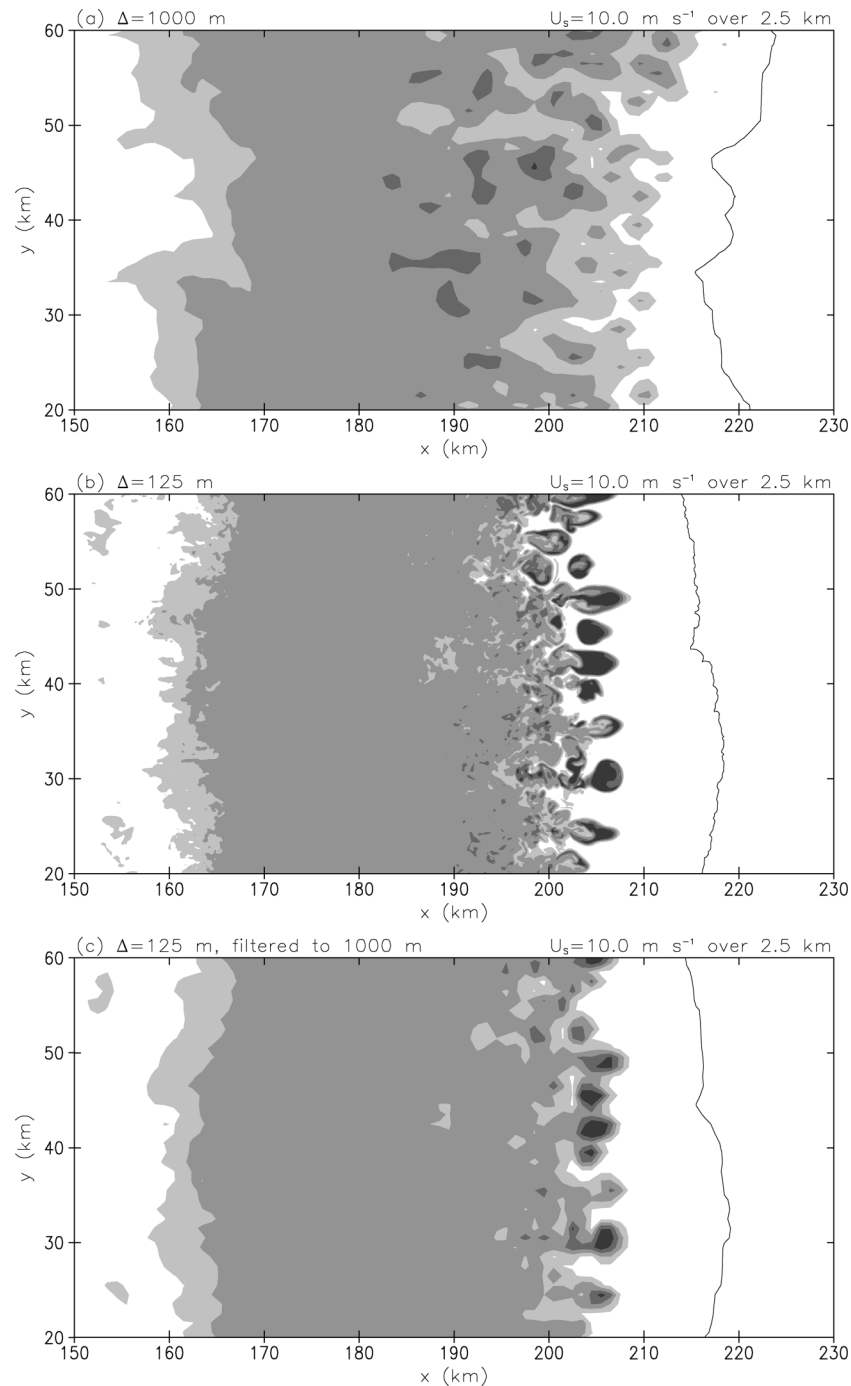 (a) Δ=1000 m U_s=10.0 m s⁻¹ over 2.5 km
60
50
y (km)
40
30
20
150 160 170 180 190 200 210 220 230
x (km)
(b) Δ=125 m U_s=10.0 m s⁻¹ over 2.5 km
60
50
y (km)
40
30
20
150 160 170 180 190 200 210 220 230
x (km)
(c) Δ=125 m, filtered to 1000 m U_s=10.0 m s⁻¹ over 2.5 km
60
50
y (km)
40
30
20
150 160 170 180 190 200 210 220 230
x (km)